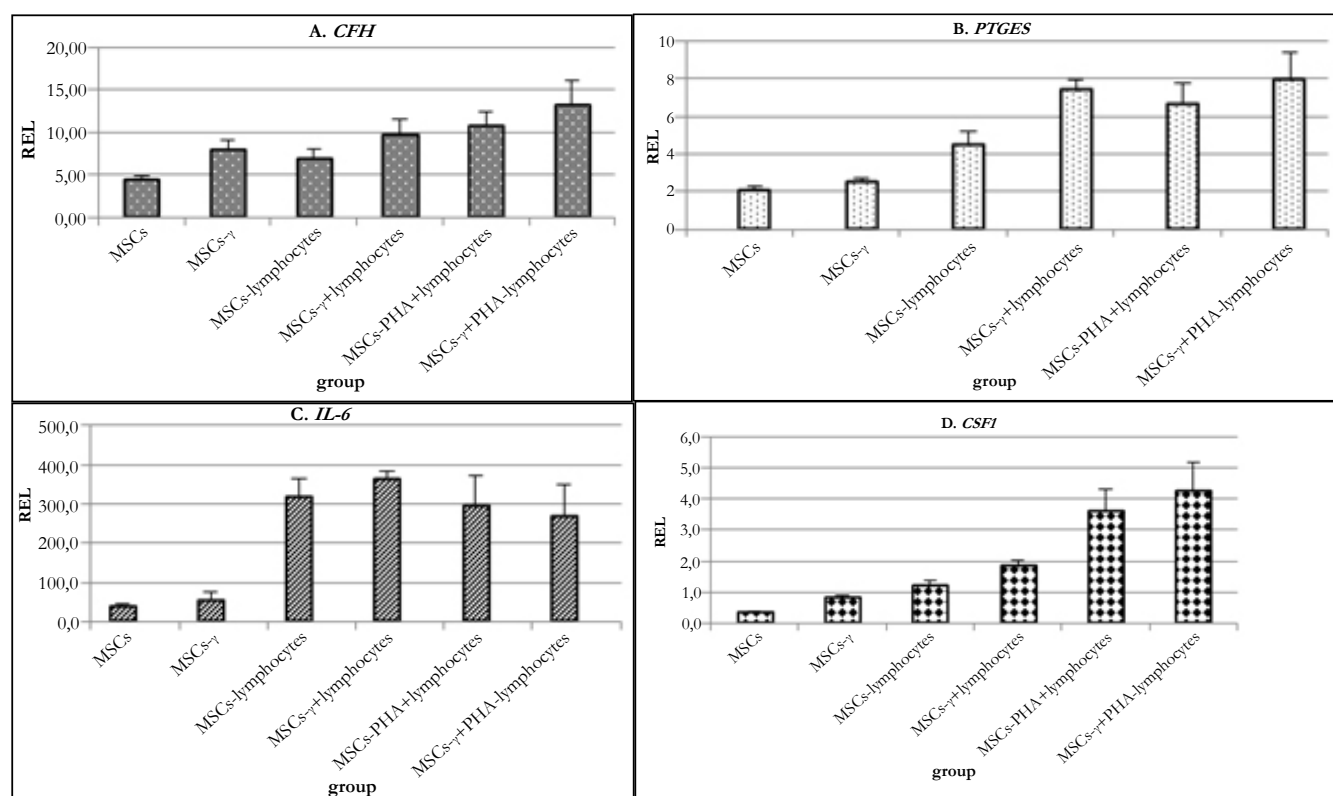 A. CFH
20,00
15,00
10,00
5,00
0,00
REL
MSCs
MSCs-γ
MSCs-lymphocytes
MSCs-γ+lymphocytes
MSCs-PHA+lymphocytes
MSCs-γ+PHA-lymphocytes
group
B. PTGES
10
8
6
4
2
0
REL
MSCs
MSCs-γ
MSCs-lymphocytes
MSCs-γ+lymphocytes
MSCs-PHA+lymphocytes
MSCs-γ+PHA-lymphocytes
group
C. IL-6
500,0
400,0
300,0
200,0
100,0
0,0
REL
MSCs
MSCs-γ
MSCs-lymphocytes
MSCs-γ+lymphocytes
MSCs-PHA+lymphocytes
MSCs-γ+PHA-lymphocytes
group
D. CSF1
6,0
5,0
4,0
3,0
2,0
1,0
0,0
REL
MSCs
MSCs-γ
MSCs-lymphocytes
MSCs-γ+lymphocytes
MSCs-PHA+lymphocytes
MSCs-γ+PHA-lymphocytes
group